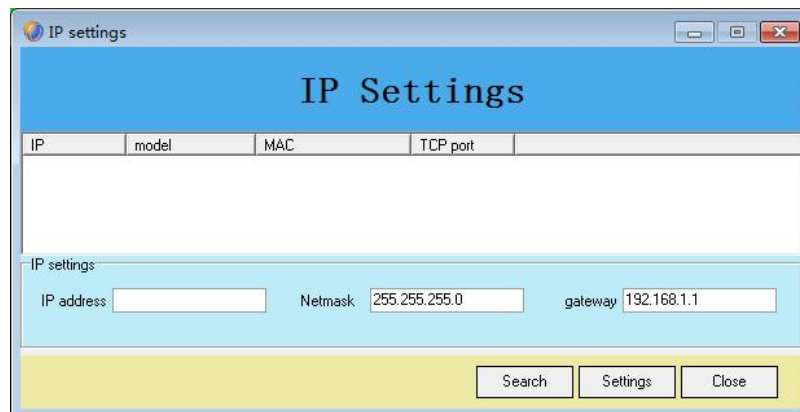 IP settings
IP Settings
IP model MAC TCP port
IP settings
IP address Netmask 255.255.255.0 gateway 192.168.1.1
Search Settings Close